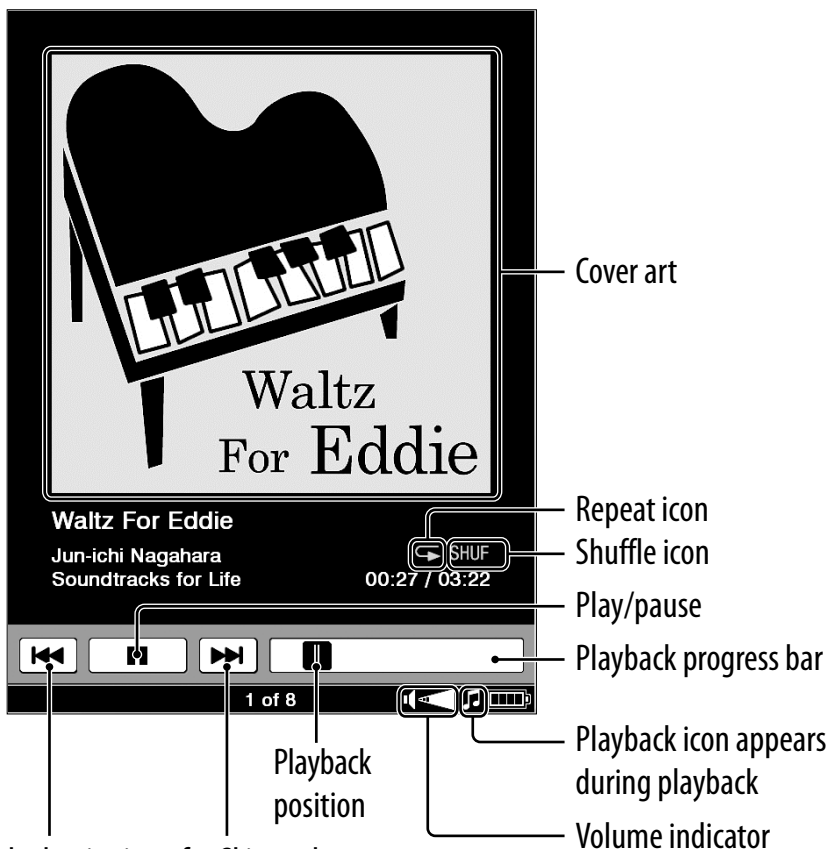 Waltz
For Eddie
Cover art
Waltz For Eddie
Jun-ichi Nagahara
Soundtracks for Life
SHUF
00:27 / 03:22
Repeat icon
Shuffle icon
Play/pause
Playback progress bar
1 of 8
Playback
position
Playback icon appears
during playback
Volume indicator